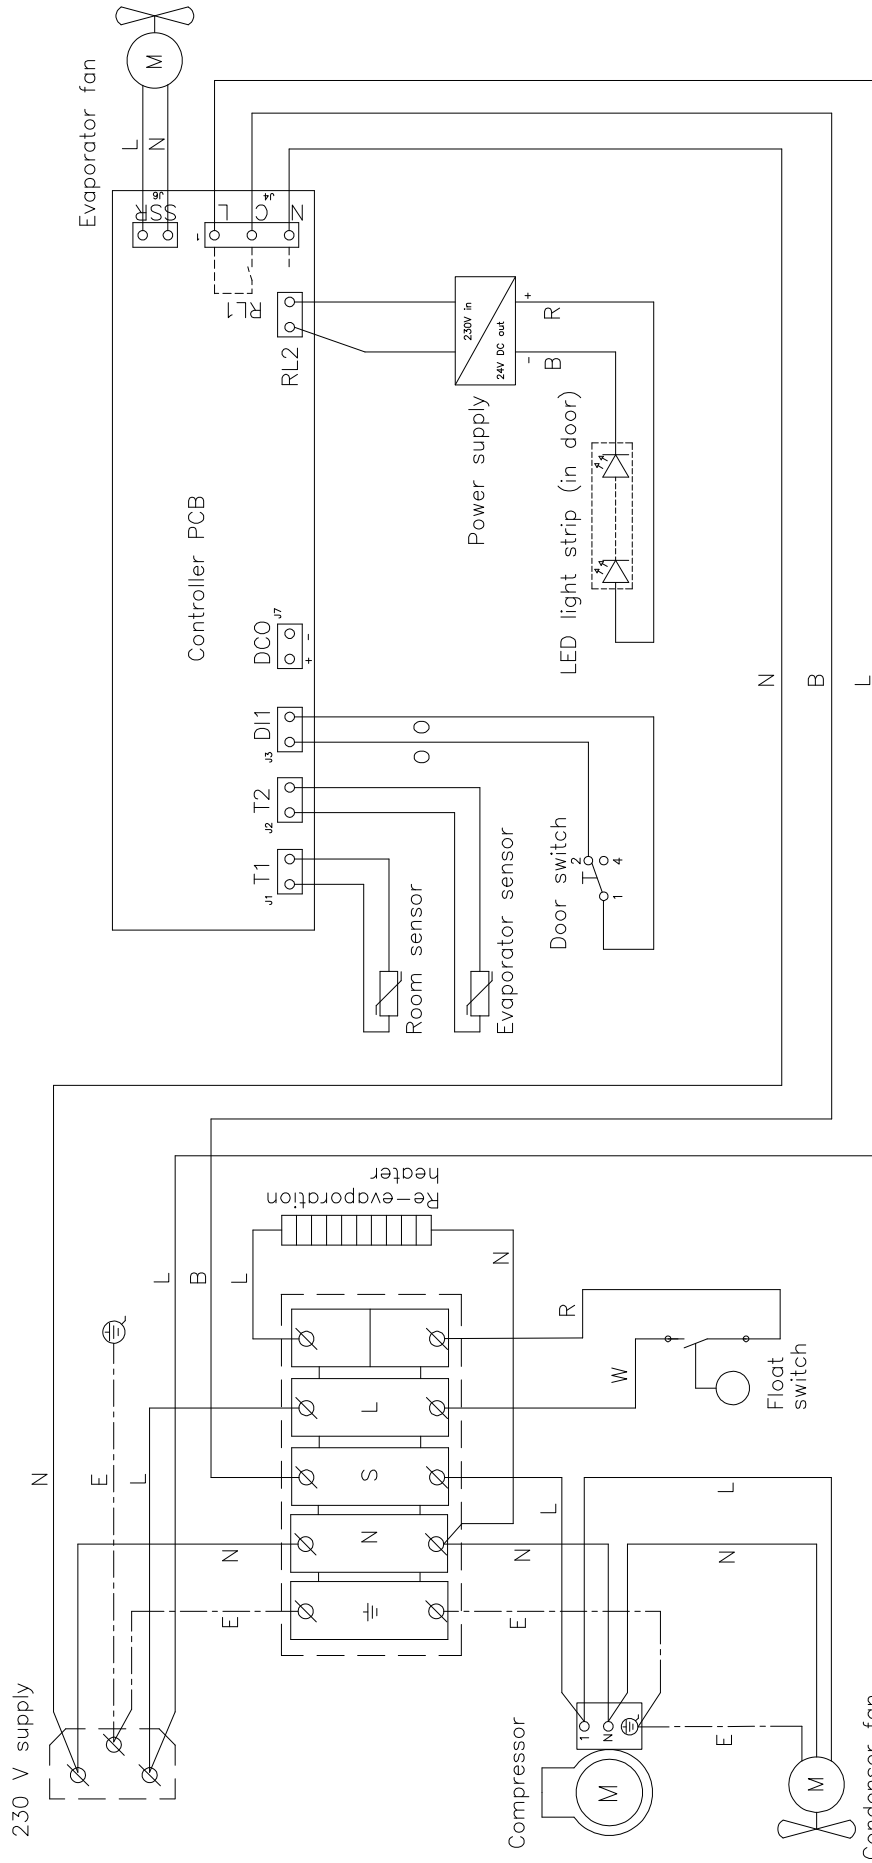 Evaporator fan
M
L
N
SSR
J6
L
C
N
J4
1
RL1
RL2
230V in
24V DC out
+
-
R
B
Power supply
LED light strip (in door)
Controller PCB
DCO
J7
+
-
DI1
J3
T2
J2
T1
J1
O O
Door switch
2
4
1
Room sensor
Evaporator sensor
N
B
L
Re-evaporation
heater
L
B
L
N
N
E
L
L
S
N
R
W
Float
switch
N
E
L
N
E
L
N
E
230 V supply
Compressor
1
N
M
M
Condenser fan